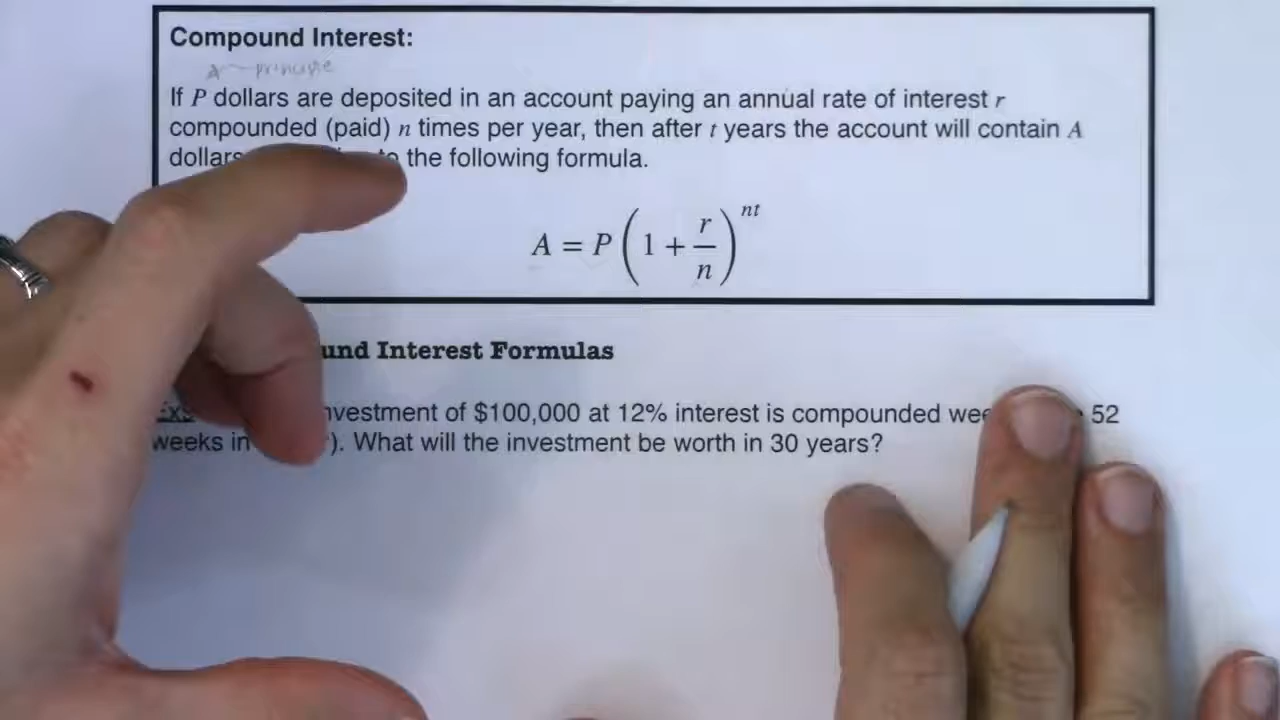 Compound Interest:
principle
If P dollars are deposited in an account paying an annual rate of interest r
compounded (paid) n times per year, then after t years the account will contain A
dollars to the following formula.
A = P(1 + r/n)^nt
und Interest Formulas
nvestment of $100,000 at 12% interest is compounded wee 52
weeks in ). What will the investment be worth in 30 years?